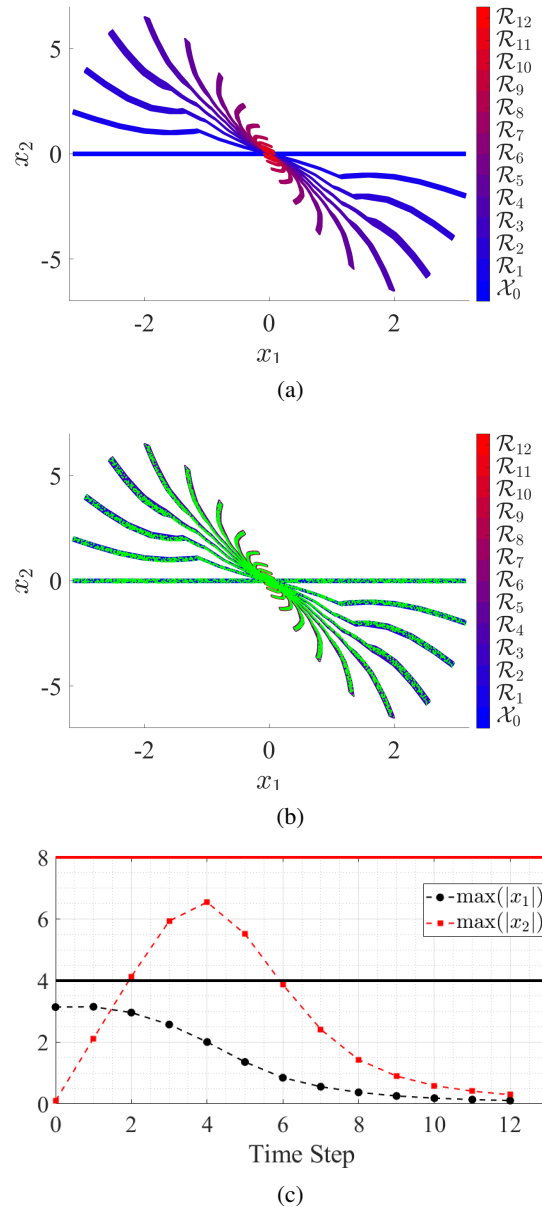 5
0
-5
x₂
-2
0
2
x₁
ℛ₁₂
ℛ₁₁
ℛ₁₀
ℛ₉
ℛ₈
ℛ₇
ℛ₆
ℛ₅
ℛ₄
ℛ₃
ℛ₂
ℛ₁
𝒳₀
(a)
5
0
-5
x₂
-2
0
2
x₁
ℛ₁₂
ℛ₁₁
ℛ₁₀
ℛ₉
ℛ₈
ℛ₇
ℛ₆
ℛ₅
ℛ₄
ℛ₃
ℛ₂
ℛ₁
𝒳₀
(b)
8
6
4
2
0
max(|x₁|)
max(|x₂|)
0 2 4 6 8 10 12
Time Step
(c)